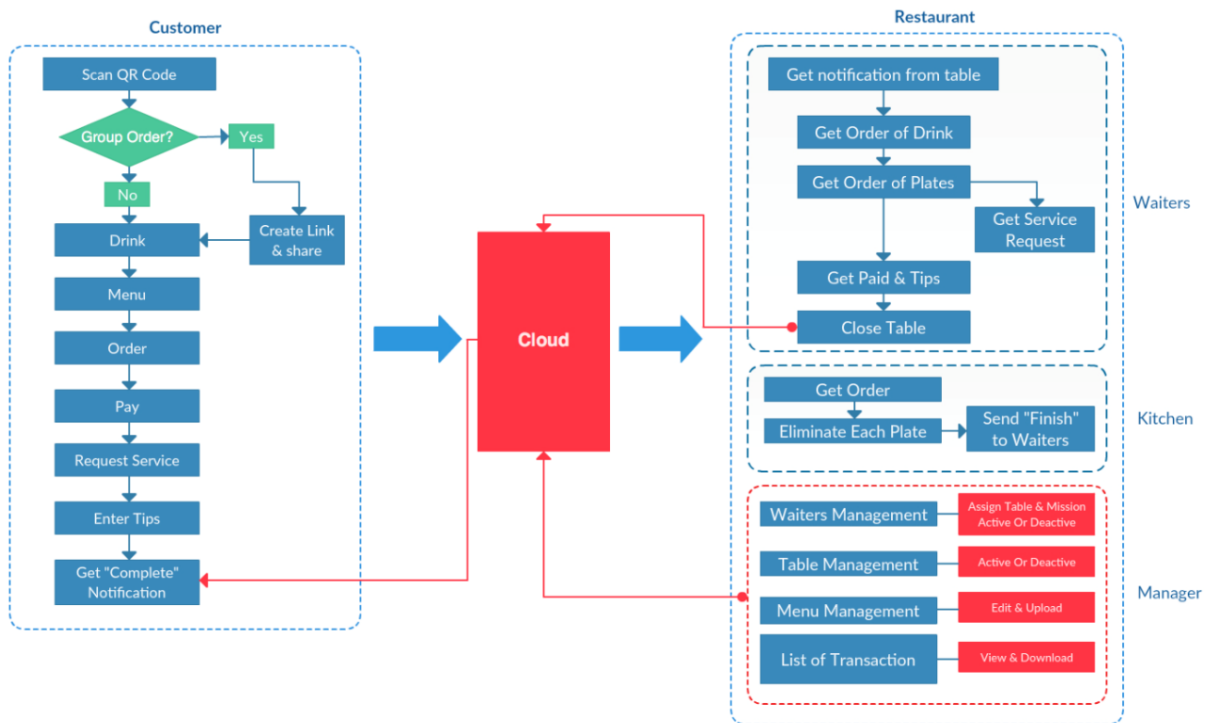 Customer
Scan QR Code
Group Order?
Yes
No
Create Link
& share
Drink
Menu
Order
Pay
Request Service
Enter Tips
Get "Complete"
Notification
Cloud
Restaurant
Get notification from table
Get Order of Drink
Get Order of Plates
Get Service
Request
Get Paid & Tips
Close Table
Waiters
Get Order
Eliminate Each Plate
Send "Finish"
to Waiters
Kitchen
Waiters Management
Assign Table & Mission
Active Or Deactive
Table Management
Active Or Deactive
Menu Management
Edit & Upload
List of Transaction
View & Download
Manager